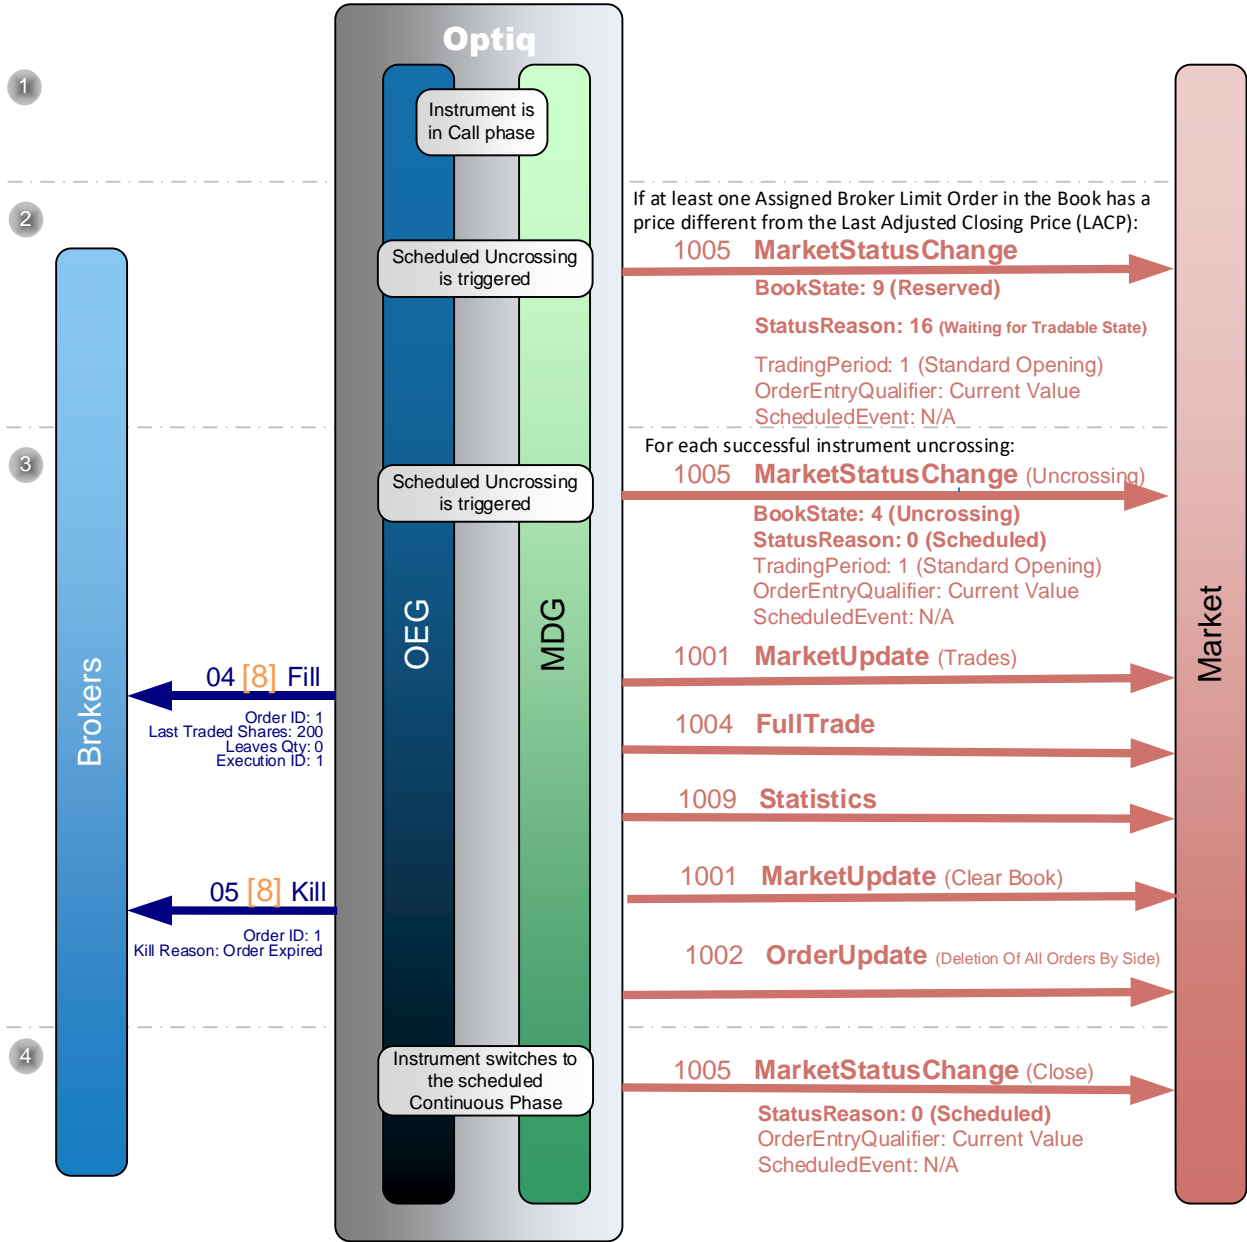 Optiq
1
Instrument is
in Call phase
2
If at least one Assigned Broker Limit Order in the Book has a
price different from the Last Adjusted Closing Price (LACP):
Scheduled Uncrossing
is triggered
1005 MarketStatusChange
BookState: 9 (Reserved)
StatusReason: 16 (Waiting for Tradable State)
TradingPeriod: 1 (Standard Opening)
OrderEntryQualifier: Current Value
ScheduledEvent: N/A
3
For each successful instrument uncrossing:
Scheduled Uncrossing
is triggered
1005 MarketStatusChange (Uncrossing)
BookState: 4 (Uncrossing)
StatusReason: 0 (Scheduled)
TradingPeriod: 1 (Standard Opening)
OrderEntryQualifier: Current Value
ScheduledEvent: N/A
Brokers
OEG
MDG
Market
04 [8] Fill
Order ID: 1
Last Traded Shares: 200
Leaves Qty: 0
Execution ID: 1
1001 MarketUpdate (Trades)
1004 FullTrade
1009 Statistics
05 [8] Kill
Order ID: 1
Kill Reason: Order Expired
1001 MarketUpdate (Clear Book)
1002 OrderUpdate (Deletion Of All Orders By Side)
4
Instrument switches to
the scheduled
Continuous Phase
1005 MarketStatusChange (Close)
StatusReason: 0 (Scheduled)
OrderEntryQualifier: Current Value
ScheduledEvent: N/A